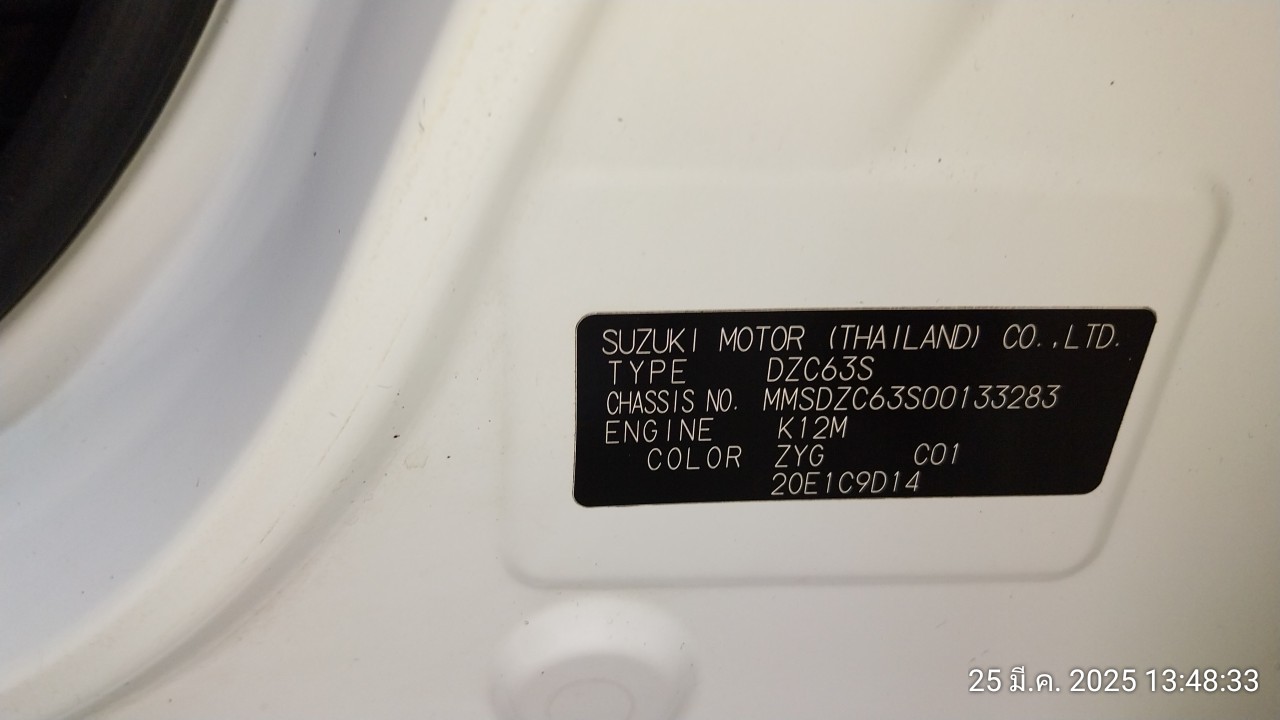 SUZUKI MOTOR (THAILAND) CO.,LTD.
TYPE DZC63S
CHASSIS NO. MMSDZC63S00133283
ENGINE K12M
COLOR ZYG C01
20E1C9D14
25 มี.ค. 2025 13:48:33